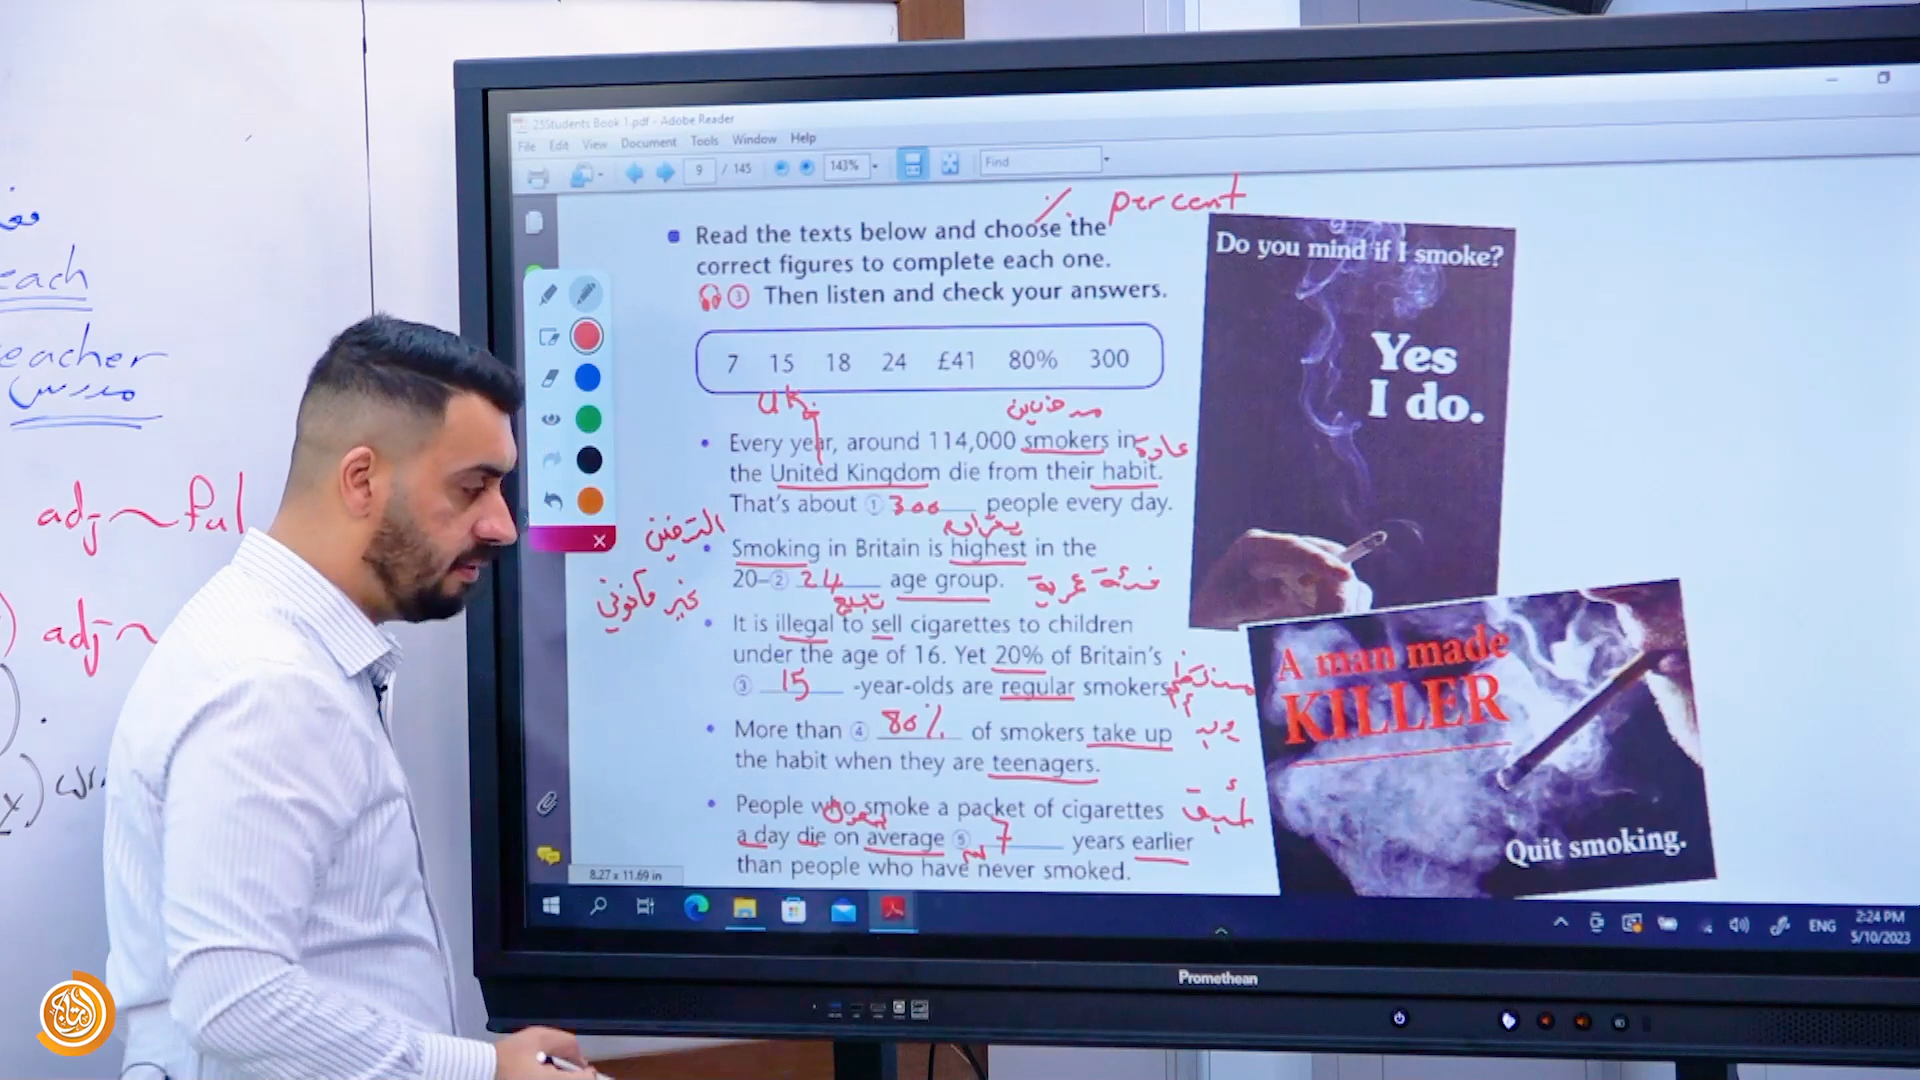 each
eacher
مدرس
adj ~ ful
adj ~
25Students Book 1.pdf - Adobe Reader
File Edit View Document Tools Window Help
9 / 145 143% Find
% percent
Read the texts below and choose the
correct figures to complete each one.
3 Then listen and check your answers.
7 15 18 24 £41 80% 300
UK
مدخنين
Every year, around 114,000 smokers in عادة
the United Kingdom die from their habit.
That's about 1 300 people every day.
التدخين
Smoking in Britain is highest in the
20–2 24 age group. فئة عمرية
غير قانوني
It is illegal to sell cigarettes to children
under the age of 16. Yet 20% of Britain's
3 15 -year-olds are regular smokers
More than 4 80% of smokers take up
the habit when they are teenagers.
People who smoke a packet of cigarettes
a day die on average 5 7 years earlier
than people who have never smoked.
8.27 x 11.69 in
Do you mind if I smoke?
Yes
I do.
A man made
KILLER
Quit smoking.
ENG
2:24 PM
5/10/2023
Promethean